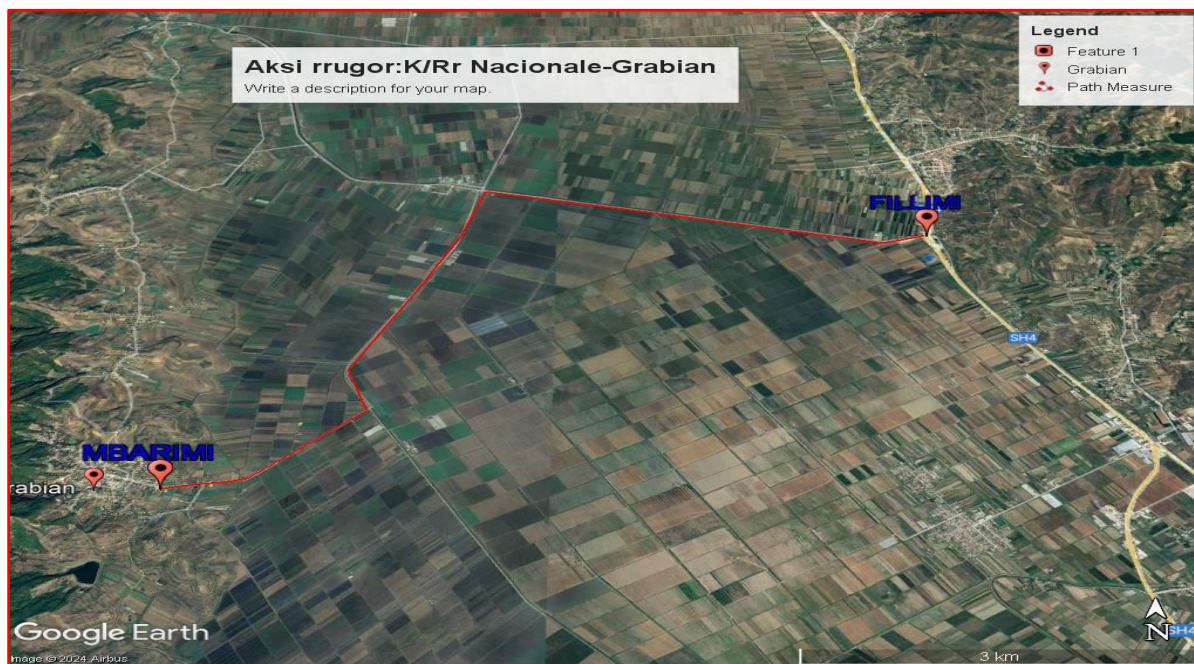 Aksi rrugor:K/Rr Nacionale-Grabian
Write a description for your map.
Legend
Feature 1
Grabian
Path Measure
FILLIMI
SH4
MBARIMI
rabian
Google Earth
Image © 2024 Airbus
N
SH4
3 km